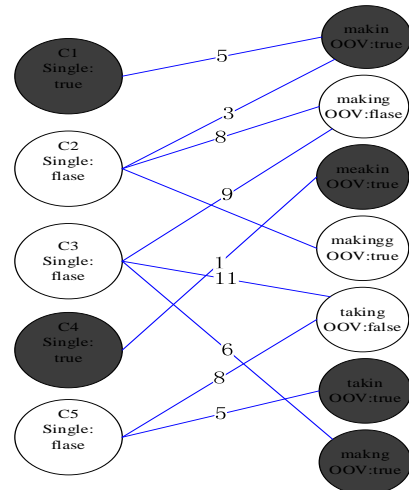 C1
Single:
true
C2
Single:
flase
C3
Single:
flase
C4
Single:
true
C5
Single:
flase
5
3
8
9
1
11
6
8
5
makin
OOV:true
making
OOV:flase
meakin
OOV:true
makingg
OOV:true
taking
OOV:false
takin
OOV:true
makng
OOV:true